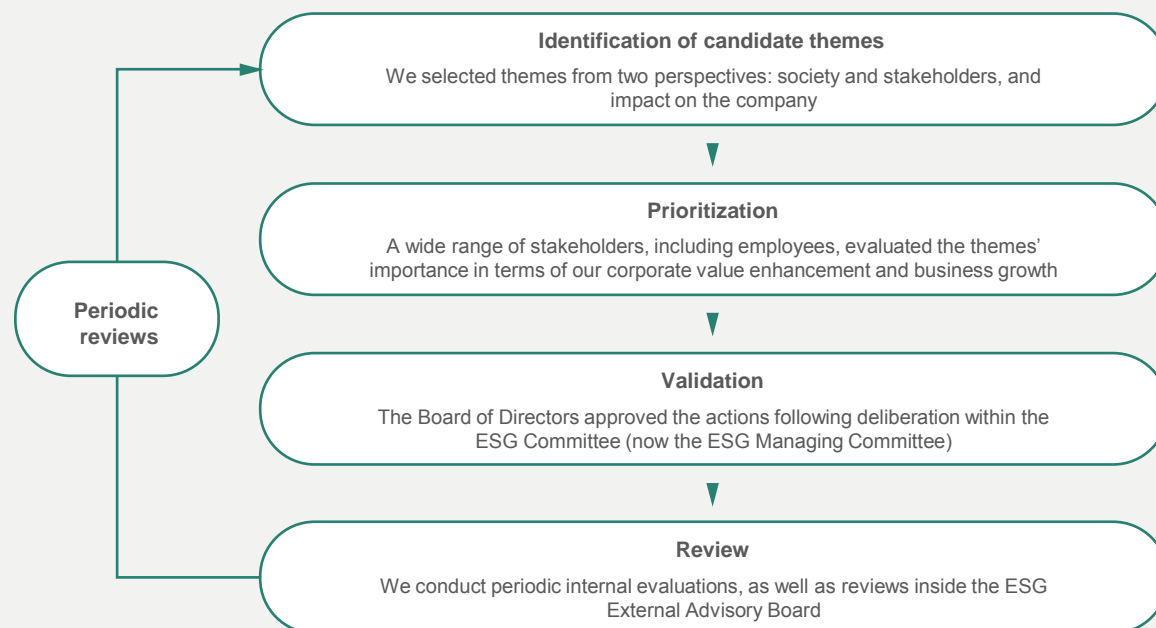 Identification of candidate themes
We selected themes from two perspectives: society and stakeholders, and
impact on the company
Prioritization
A wide range of stakeholders, including employees, evaluated the themes’
importance in terms of our corporate value enhancement and business growth
Periodic
reviews
Validation
The Board of Directors approved the actions following deliberation within the
ESG Committee (now the ESG Managing Committee)
Review
We conduct periodic internal evaluations, as well as reviews inside the ESG
External Advisory Board